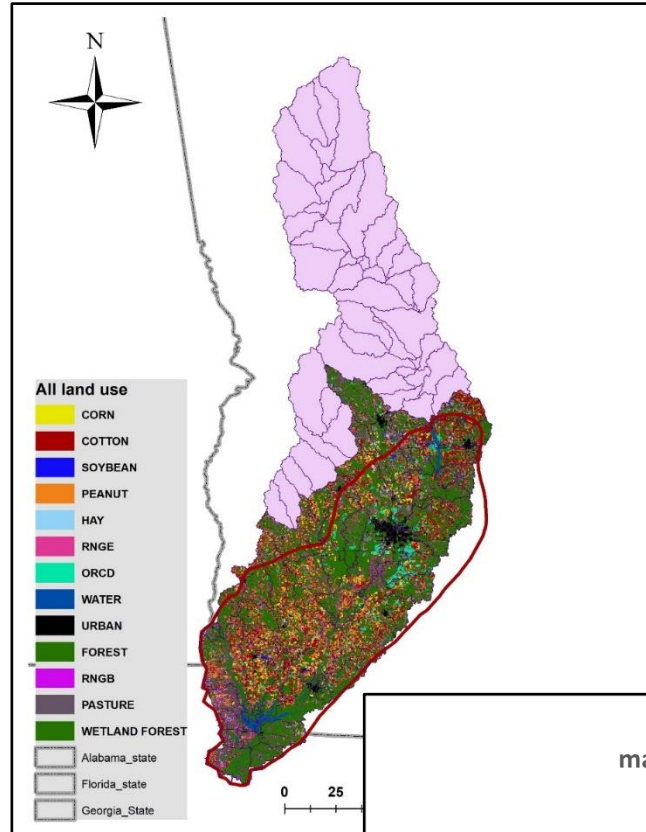 N
All land use
CORN
COTTON
SOYBEAN
PEANUT
HAY
RNGE
ORCD
WATER
URBAN
FOREST
RNGB
PASTURE
WETLAND FOREST
Alabama_state
Florida_state
Georgia_State
0 25
ma